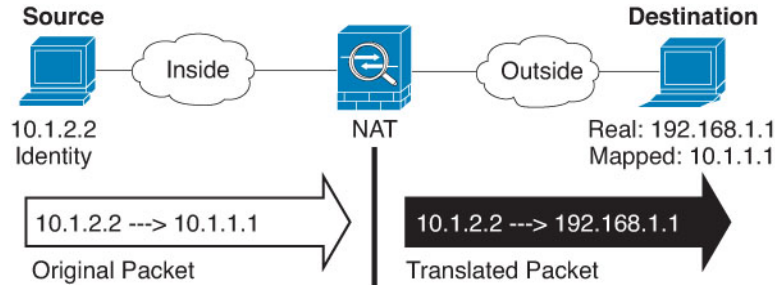 Source
Destination
Inside
Outside
10.1.2.2
Identity
NAT
Real: 192.168.1.1
Mapped: 10.1.1.1
10.1.2.2 ---> 10.1.1.1
10.1.2.2 ---> 192.168.1.1
Original Packet
Translated Packet